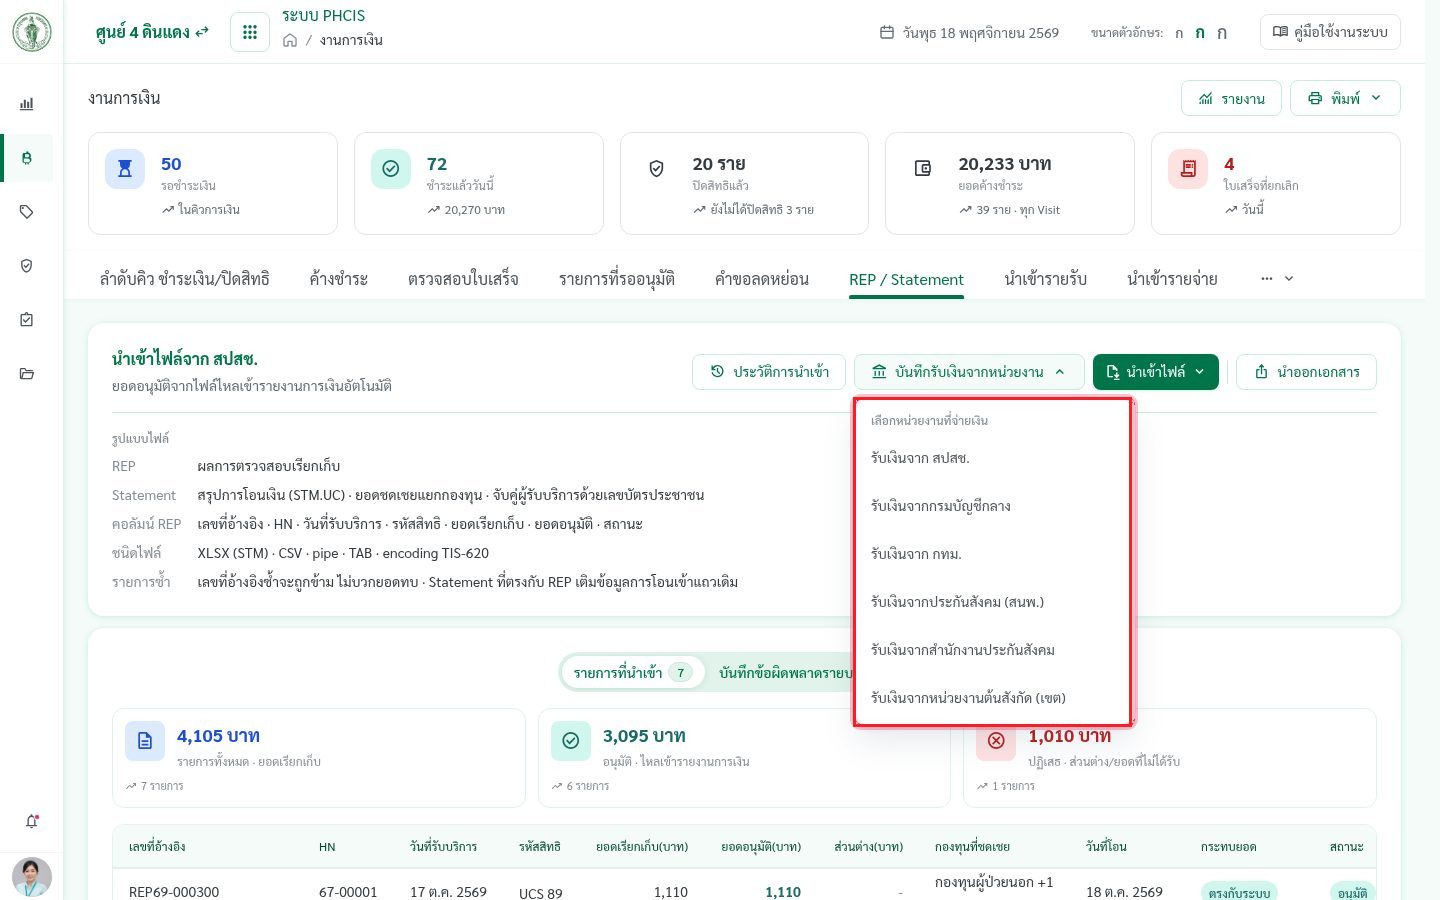 ศูนย์ 4 ดินแดง
ระบบ PHCIS
/ งานการเงิน
วันพุธ 18 พฤศจิกายน 2569
ขนาดตัวอักษร: ก ก ก
คู่มือใช้งานระบบ
งานการเงิน
รายงาน
พิมพ์
50
รอชำระเงิน
ในคิวการเงิน
72
ชำระแล้ววันนี้
20,270 บาท
20 ราย
ปิดสิทธิแล้ว
ยังไม่ได้ปิดสิทธิ 3 ราย
20,233 บาท
ยอดค้างชำระ
39 ราย · ทุก Visit
4
ใบเสร็จที่ยกเลิก
วันนี้
ลำดับคิว ชำระเงิน/ปิดสิทธิ ค้างชำระ ตรวจสอบใบเสร็จ รายการที่รออนุมัติ คำขอลดหย่อน REP / Statement นำเข้ารายรับ นำเข้ารายจ่าย ...
นำเข้าไฟล์จาก สปสช.
ยอดอนุมัติจากไฟล์ไหลเข้ารายงานการเงินอัตโนมัติ
ประวัติการนำเข้า
บันทึกรับเงินจากหน่วยงาน
นำเข้าไฟล์
นำออกเอกสาร
เลือกหน่วยงานที่จ่ายเงิน
รับเงินจาก สปสช.
รับเงินจากกรมบัญชีกลาง
รับเงินจาก กทม.
รับเงินจากประกันสังคม (สนพ.)
รับเงินจากสำนักงานประกันสังคม
รับเงินจากหน่วยงานต้นสังกัด (เขต)
รูปแบบไฟล์
REP ผลการตรวจสอบเรียกเก็บ
Statement สรุปการโอนเงิน (STM.UC) · ยอดชดเชยแยกกองทุน · จับคู่ผู้รับบริการด้วยเลขบัตรประชาชน
คอลัมน์ REP เลขที่อ้างอิง · HN · วันที่รับบริการ · รหัสสิทธิ · ยอดเรียกเก็บ · ยอดอนุมัติ · สถานะ
ชนิดไฟล์ XLSX (STM) · CSV · pipe · TAB · encoding TIS-620
รายการซ้ำ เลขที่อ้างอิงซ้ำจะถูกข้าม ไม่บวกยอดทบ · Statement ที่ตรงกับ REP เติมข้อมูลการโอนเข้าแถวเดิม
รายการที่นำเข้า 7
บันทึกข้อผิดพลาดรายบ
4,105 บาท
รายการทั้งหมด · ยอดเรียกเก็บ
7 รายการ
3,095 บาท
อนุมัติ · ไหลเข้ารายงานการเงิน
6 รายการ
1,010 บาท
ปฏิเสธ · ส่วนต่าง/ยอดที่ไม่ได้รับ
1 รายการ
เลขที่อ้างอิง HN วันที่รับบริการ รหัสสิทธิ ยอดเรียกเก็บ(บาท) ยอดอนุมัติ(บาท) ส่วนต่าง(บาท) กองทุนที่ชดเชย วันที่โอน กระทบยอด สถานะ
REP69-000300 67-00001 17 ต.ค. 2569 UCS 89 1,110 1,110 - กองทุนผู้ป่วยนอก +1 18 ต.ค. 2569 ตรงกับระบบ อนุมัติ